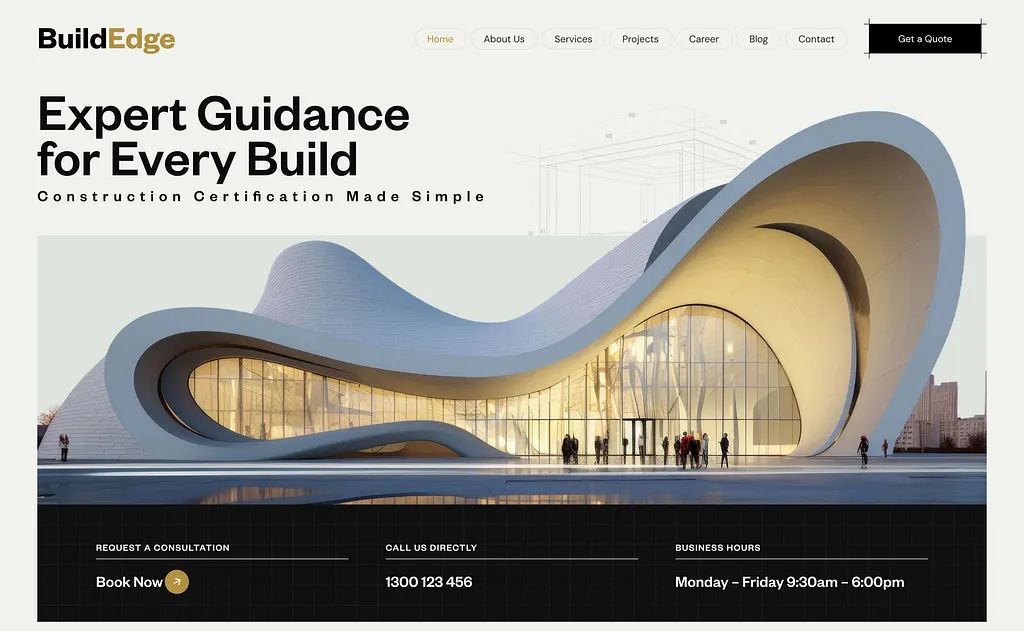 BuildEdge
Home
About Us
Services
Projects
Career
Blog
Contact
Get a Quote
Expert Guidance
for Every Build
Construction Certification Made Simple
REQUEST A CONSULTATION
Book Now
CALL US DIRECTLY
1300 123 456
BUSINESS HOURS
Monday – Friday 9:30am – 6:00pm